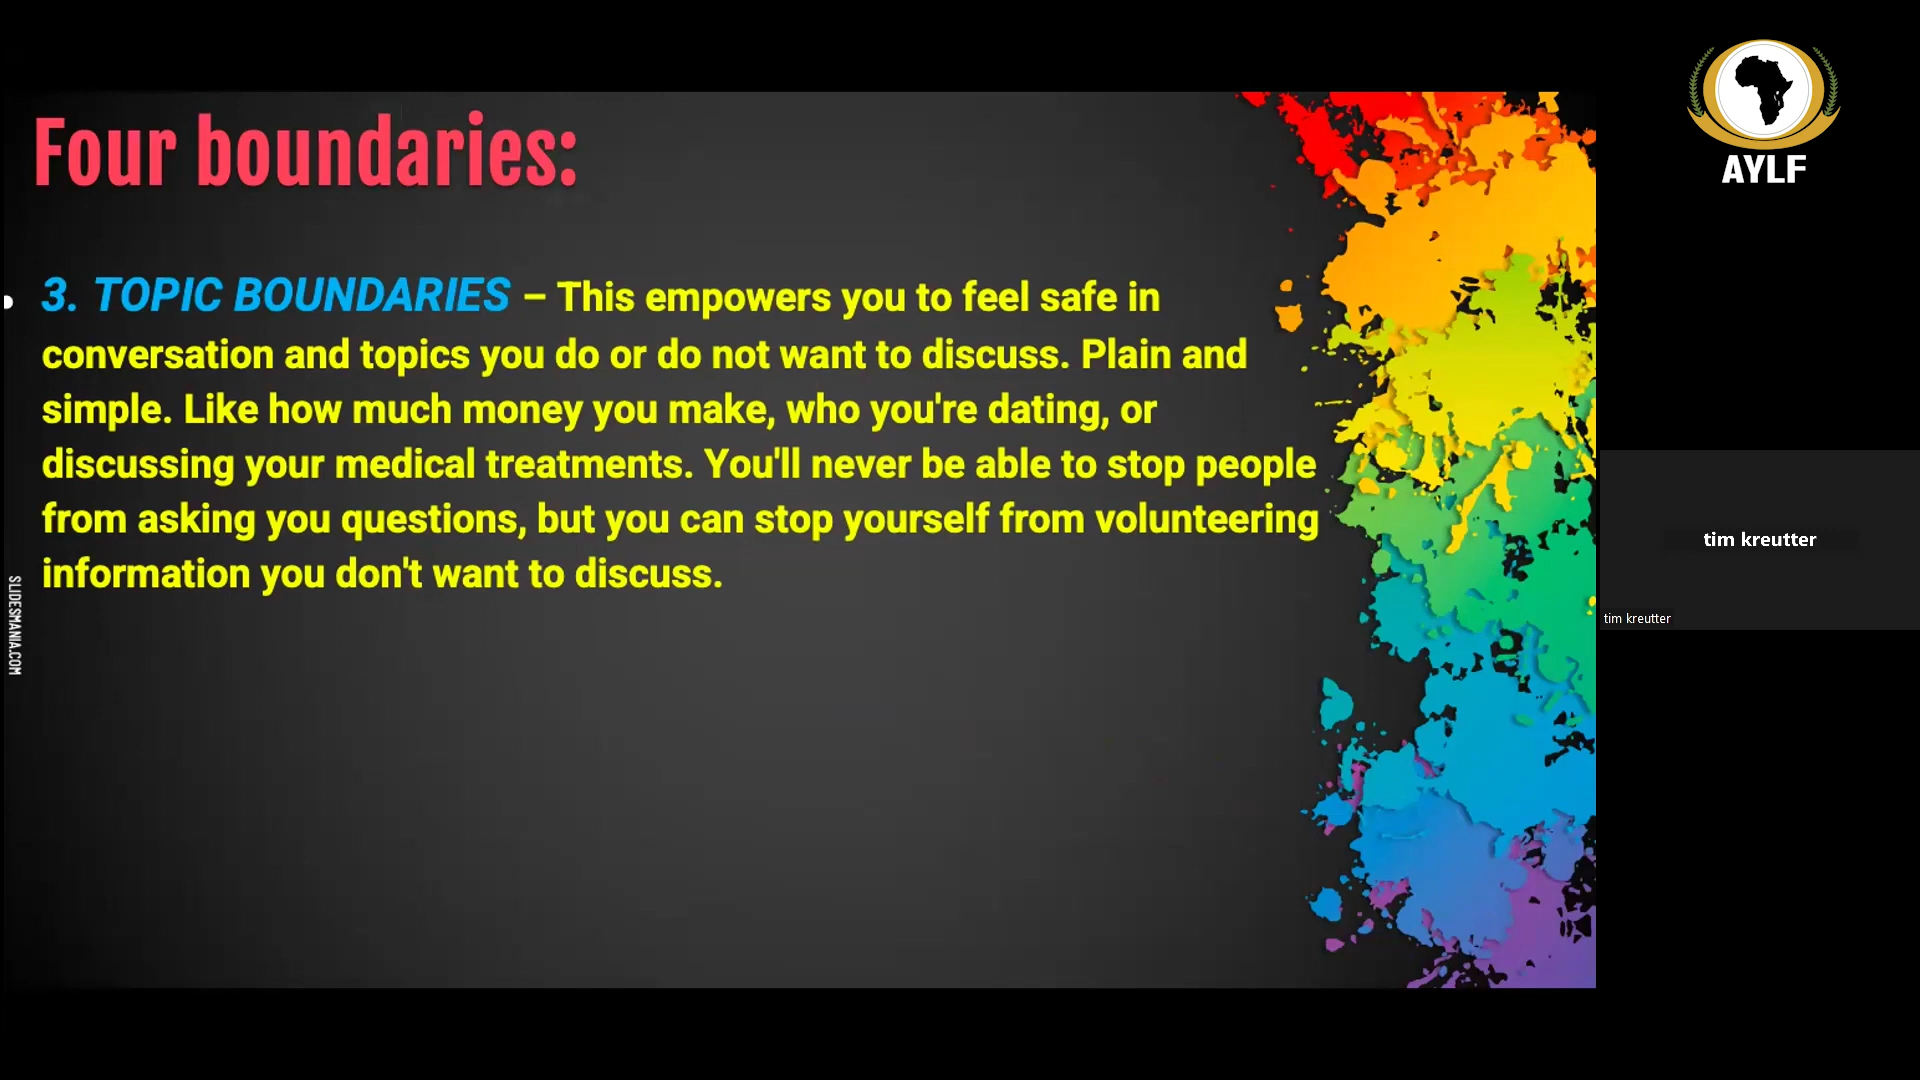 Four boundaries:
3. TOPIC BOUNDARIES – This empowers you to feel safe in
conversation and topics you do or do not want to discuss. Plain and
simple. Like how much money you make, who you're dating, or
discussing your medical treatments. You'll never be able to stop people
from asking you questions, but you can stop yourself from volunteering
information you don't want to discuss.
SLIDESMANIA.COM
AYLF
tim kreutter
tim kreutter